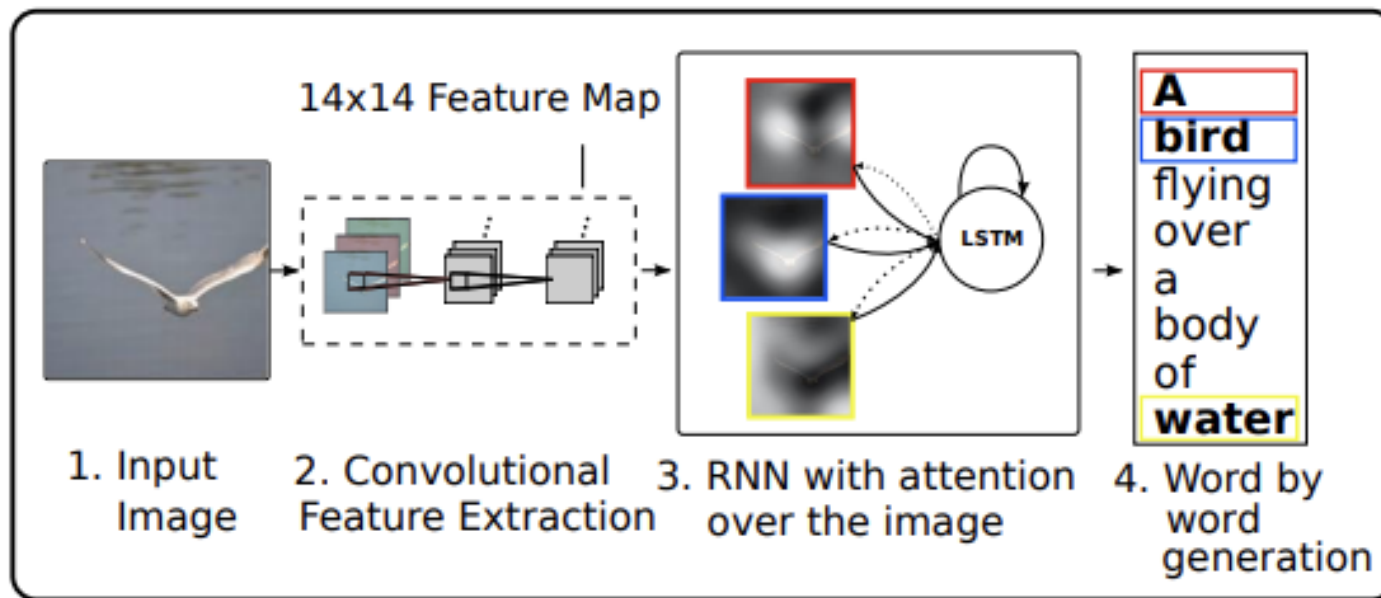 14x14 Feature Map
LSTM
A
bird
flying
over
a
body
of
water
1. Input
Image
2. Convolutional
Feature Extraction
3. RNN with attention
over the image
4. Word by
word
generation